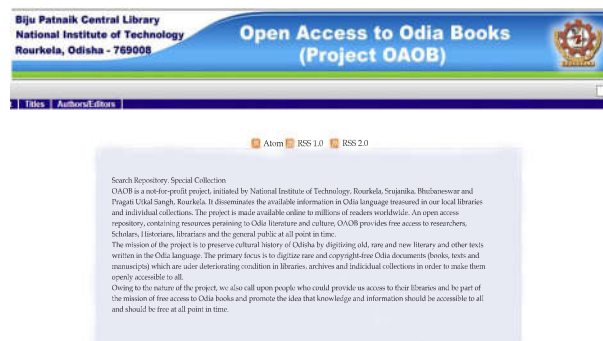 Biju Patnaik Central Library
National Institute of Technology
Rourkela, Odisha - 769008
Open Access to Odia Books
(Project OAOB)
Titles | Authors/Editors |
Atom RSS 1.0 RSS 2.0
Search Repository. Special Collection
OAOB is a not-for-profit project, initiated by National Institute of Technology, Rourkela, Srujanika, Bhubaneswar and
Pragati Utkal Sangh, Rourkela. It disseminates the available information in Odia language treasured in our local libraries
and individual collections. The project is made available online to millions of readers worldwide. An open access
repository, containing resources peraining to Odia literature and culture, OAOB provides free access to researchers,
Scholars, Historians, librarians and the general public at all point in time.
The mission of the project is to preserve cultural history of Odisha by digitizing old, rare and new literary and other texts
written in the Odia language. The primary focus is to digitize rare and copyright-free Odia documents (books, texts and
manuscipts) which are uder deteriorating condition in libraries, archives and indicidual collections in order to make them
openly accessible to all.
Owing to the nature of the project, we also call upon people who could provide us access to their libraries and be part of
the mission of free access to Odia books and promote the idea that knowledge and information should be accessible to all
and should be free at all point in time.